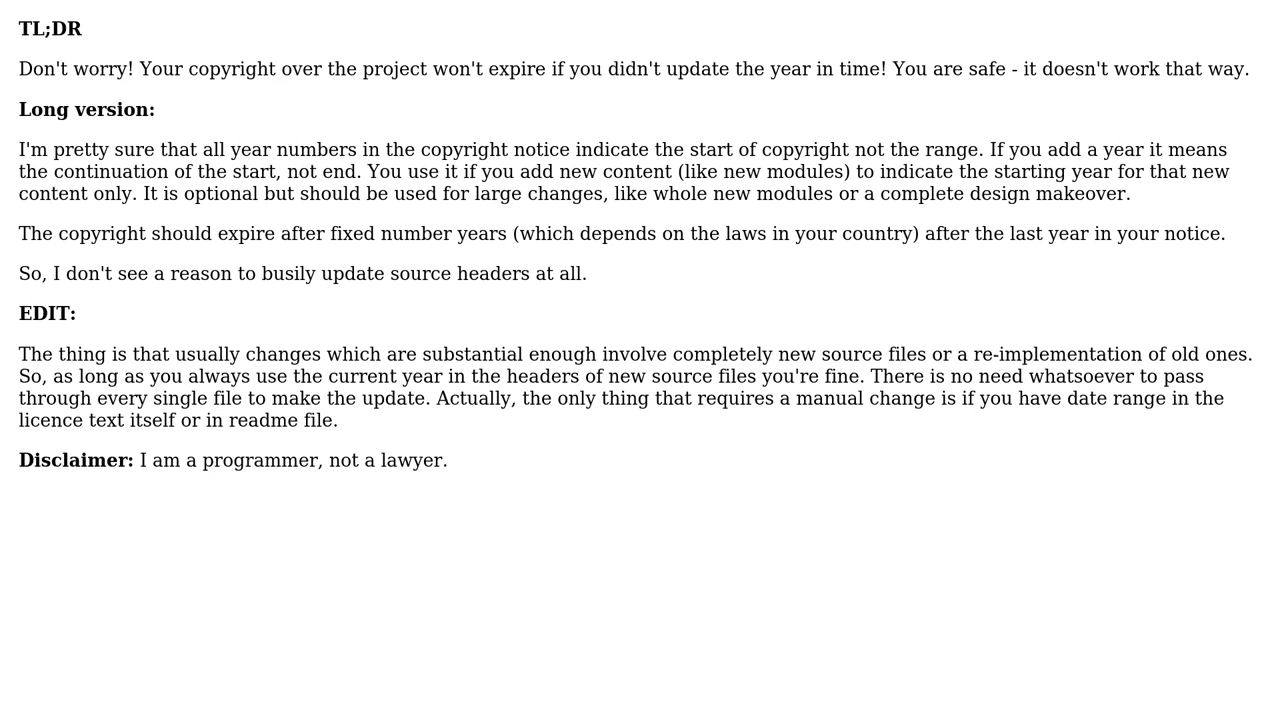 TL;DR
Don't worry! Your copyright over the project won't expire if you didn't update the year in time! You are safe - it doesn't work that way.
Long version:
I'm pretty sure that all year numbers in the copyright notice indicate the start of copyright not the range. If you add a year it means
the continuation of the start, not end. You use it if you add new content (like new modules) to indicate the starting year for that new
content only. It is optional but should be used for large changes, like whole new modules or a complete design makeover.
The copyright should expire after fixed number years (which depends on the laws in your country) after the last year in your notice.
So, I don't see a reason to busily update source headers at all.
EDIT:
The thing is that usually changes which are substantial enough involve completely new source files or a re-implementation of old ones.
So, as long as you always use the current year in the headers of new source files you're fine. There is no need whatsoever to pass
through every single file to make the update. Actually, the only thing that requires a manual change is if you have date range in the
licence text itself or in readme file.
Disclaimer: I am a programmer, not a lawyer.